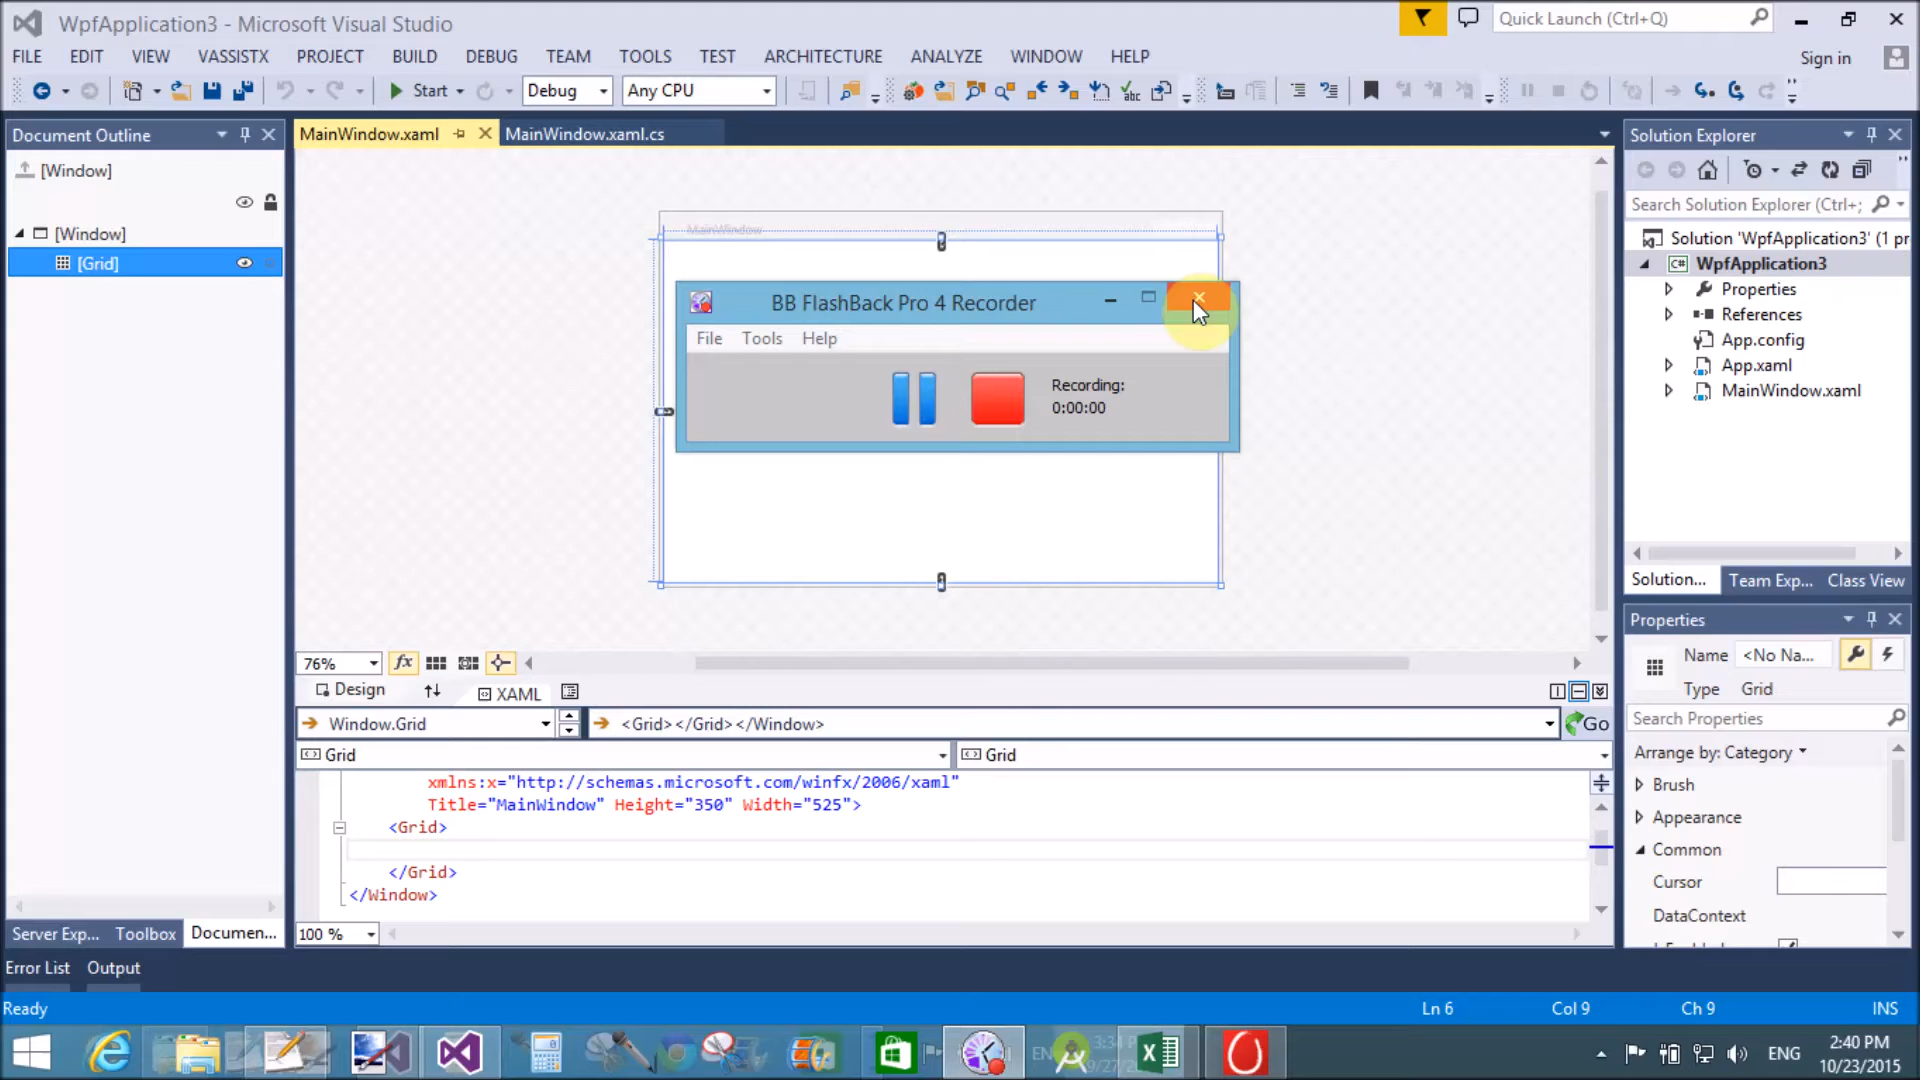 WpfApplication3 - Microsoft Visual Studio
Quick Launch (Ctrl+Q)
FILE EDIT VIEW VASSISTX PROJECT BUILD DEBUG TEAM TOOLS TEST ARCHITECTURE ANALYZE WINDOW HELP
Sign in
Start Debug Any CPU
Document Outline
MainWindow.xaml MainWindow.xaml.cs
Solution Explorer
[Window]
Search Solution Explorer (Ctrl+;
[Window]
[Grid]
MainWindow
Solution 'WpfApplication3' (1 pr
WpfApplication3
Properties
References
App.config
App.xaml
MainWindow.xaml
BB FlashBack Pro 4 Recorder
File Tools Help
Recording:
0:00:00
Solution... Team Exp... Class View
Properties
Name <No Na...
Type Grid
Search Properties
Arrange by: Category
Brush
Appearance
Common
Cursor
DataContext
76%
Design XAML
Window.Grid <Grid></Grid></Window> Go
Grid Grid
xmlns:x="http://schemas.microsoft.com/winfx/2006/xaml"
Title="MainWindow" Height="350" Width="525">
<Grid>
</Grid>
</Window>
100 %
Server Exp... Toolbox Documen...
Error List Output
Ready Ln 6 Col 9 Ch 9 INS
ENG
2:40 PM
10/23/2015